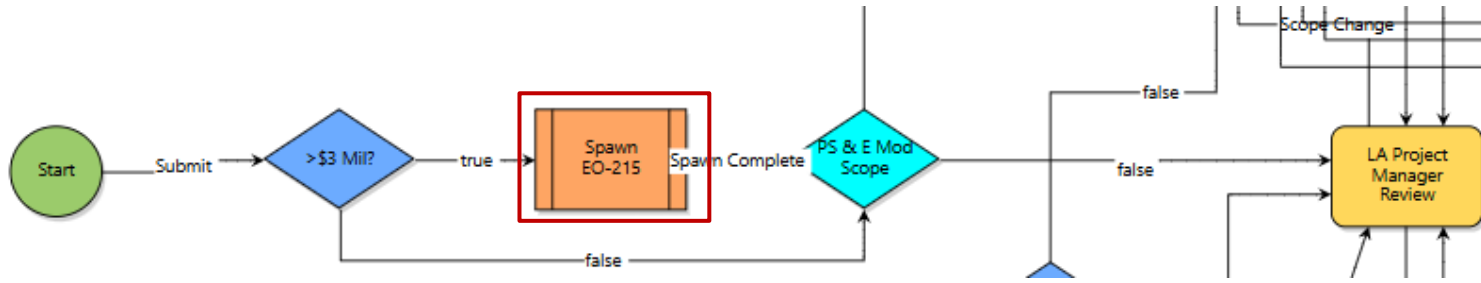 Scope Change
false
Start
Submit
>$3 Mil?
true
Spawn
EO-215
Spawn Complete
PS & E Mod
Scope
false
LA Project
Manager
Review
false